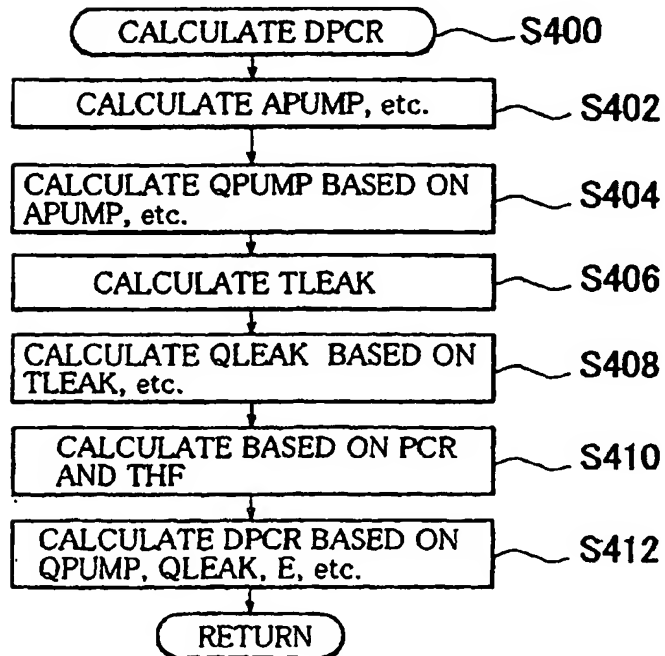 CALCULATE DPCR S400
CALCULATE APUMP, etc. S402
CALCULATE QPUMP BASED ON
APUMP, etc. S404
CALCULATE TLEAK S406
CALCULATE QLEAK BASED ON
TLEAK, etc. S408
CALCULATE BASED ON PCR
AND THF S410
CALCULATE DPCR BASED ON
QPUMP, QLEAK, E, etc. S412
RETURN